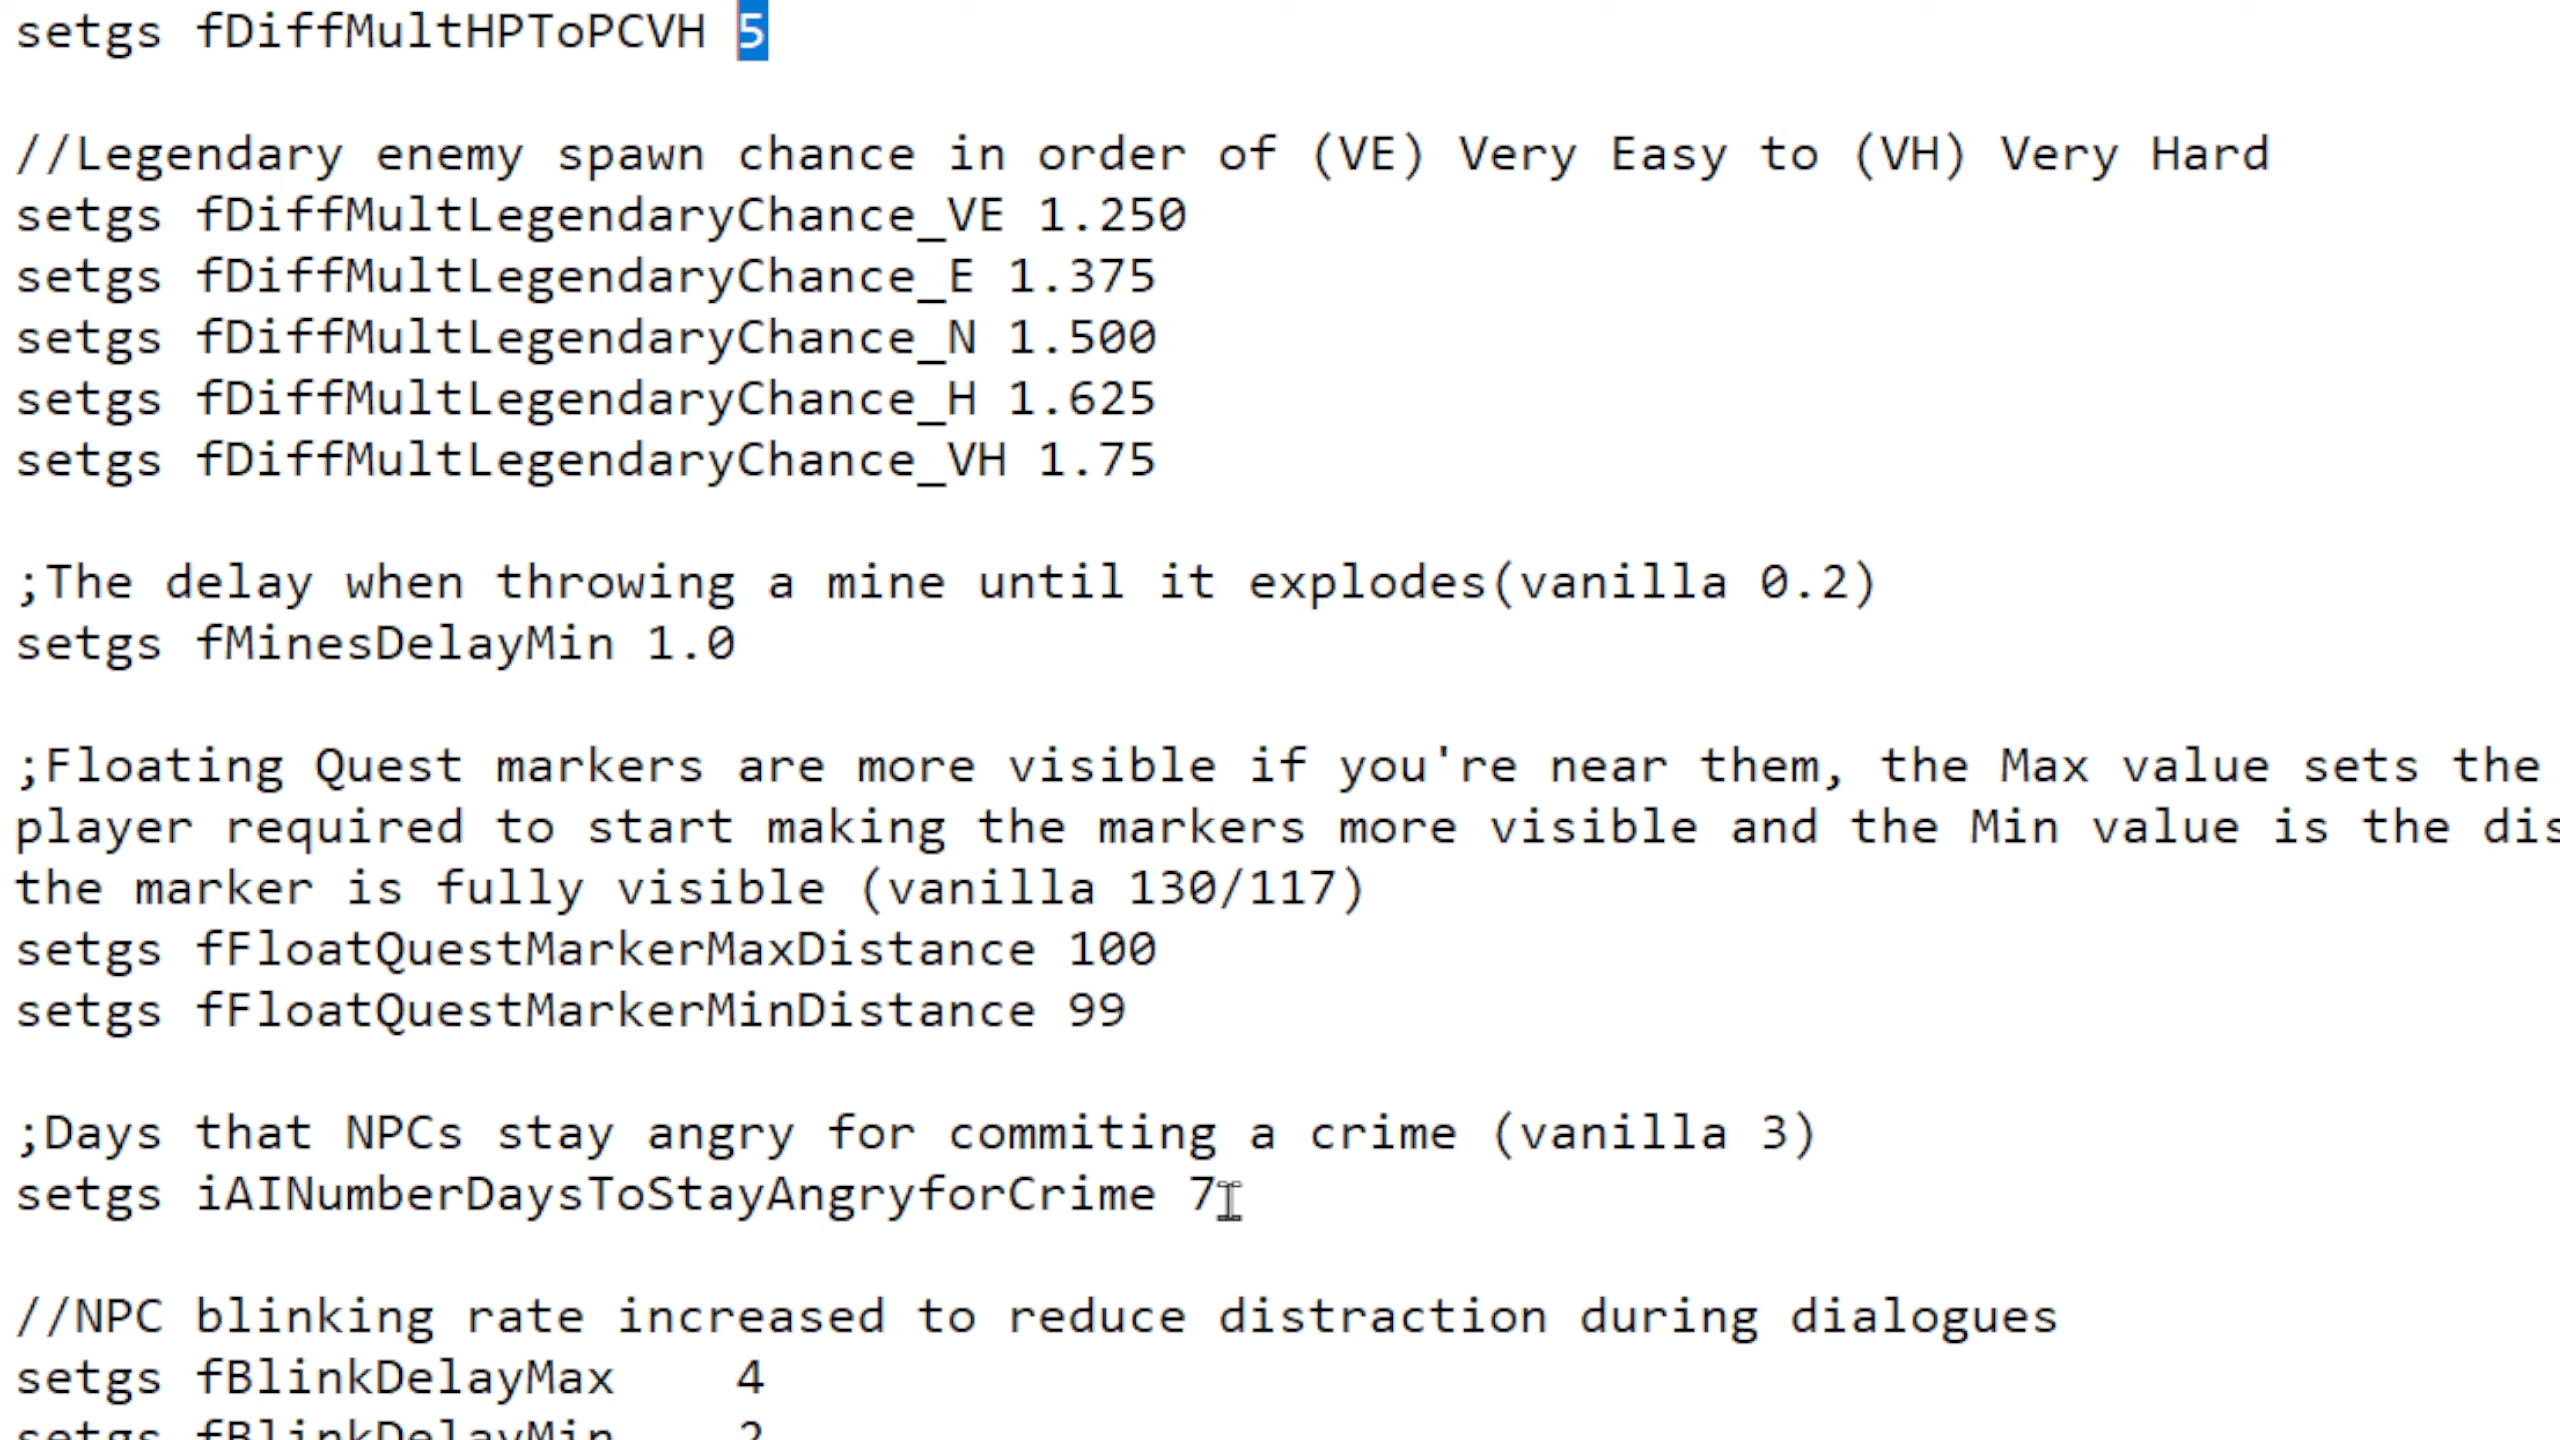 setgs fDiffMultHPToPCVH 5
//Legendary enemy spawn chance in order of (VE) Very Easy to (VH) Very Hard
setgs fDiffMultLegendaryChance_VE 1.250
setgs fDiffMultLegendaryChance_E 1.375
setgs fDiffMultLegendaryChance_N 1.500
setgs fDiffMultLegendaryChance_H 1.625
setgs fDiffMultLegendaryChance_VH 1.75
;The delay when throwing a mine until it explodes(vanilla 0.2)
setgs fMinesDelayMin 1.0
;Floating Quest markers are more visible if you're near them, the Max value sets the
player required to start making the markers more visible and the Min value is the dis
the marker is fully visible (vanilla 130/117)
setgs fFloatQuestMarkerMaxDistance 100
setgs fFloatQuestMarkerMinDistance 99
;Days that NPCs stay angry for commiting a crime (vanilla 3)
setgs iAINumberDaysToStayAngryforCrime 7
//NPC blinking rate increased to reduce distraction during dialogues
setgs fBlinkDelayMax    4
setgs fBlinkDelayMin    2